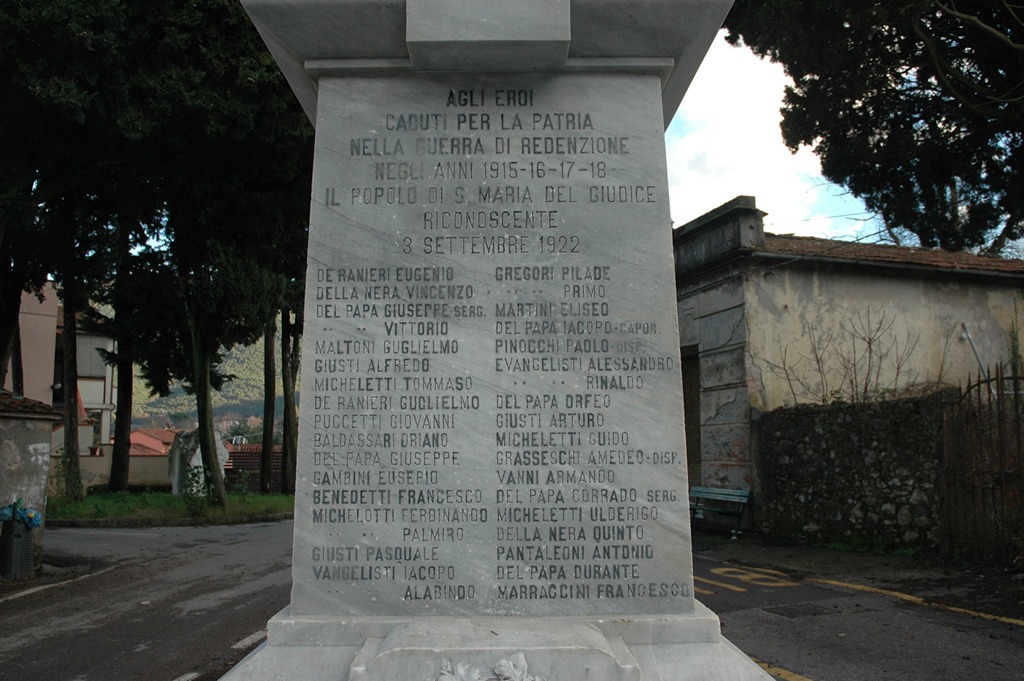 AGLI EROI
CADUTI PER LA PATRIA
NELLA GUERRA DI REDENZIONE
NEGLI ANNI 1915-16-17-18
IL POPOLO DI S. MARIA DEL GIUDICE
RICONOSCENTE
3 SETTEMBRE 1922
DE RANIERI EUGENIO
DELLA NERA VINCENZO
DEL PAPA GIUSEPPE-SERG.
" " VITTORIO
MALTONI GUGLIELMO
GIUSTI ALFREDO
MICHELETTI TOMMASO
DE RANIERI GUGLIELMO
PUCCETTI GIOVANNI
BALDASSARI ORIANO
DEL PAPA GIUSEPPE
GAMBINI EUSEPIO
BENEDETTI FRANCESCO
MICHELOTTI FERDINANDO
" " PALMIRO
GIUSTI PASQUALE
VANGELISTI IACOPO
" ALABINDO
GREGORI PILADE
" " PRIMO
MARTINI ELISEO
DEL PAPA IACOPO-CAPOR.
PINOCCHI PAOLO-DISP.
EVANGELISTI ALESSANDRO
" " RINALDO
DEL PAPA ORFEO
GIUSTI ARTURO
MICHELETTI GUIDO
GRASSESCHI AMEDEO-DISP.
VANNI ARMANDO
DEL PAPA CORRADO SERG.
MICHELETTI ULDERIGO
DELLA NERA QUINTO
PANTALEONI ANTONIO
DEL PAPA DURANTE
MARRACCINI FRANCESCO